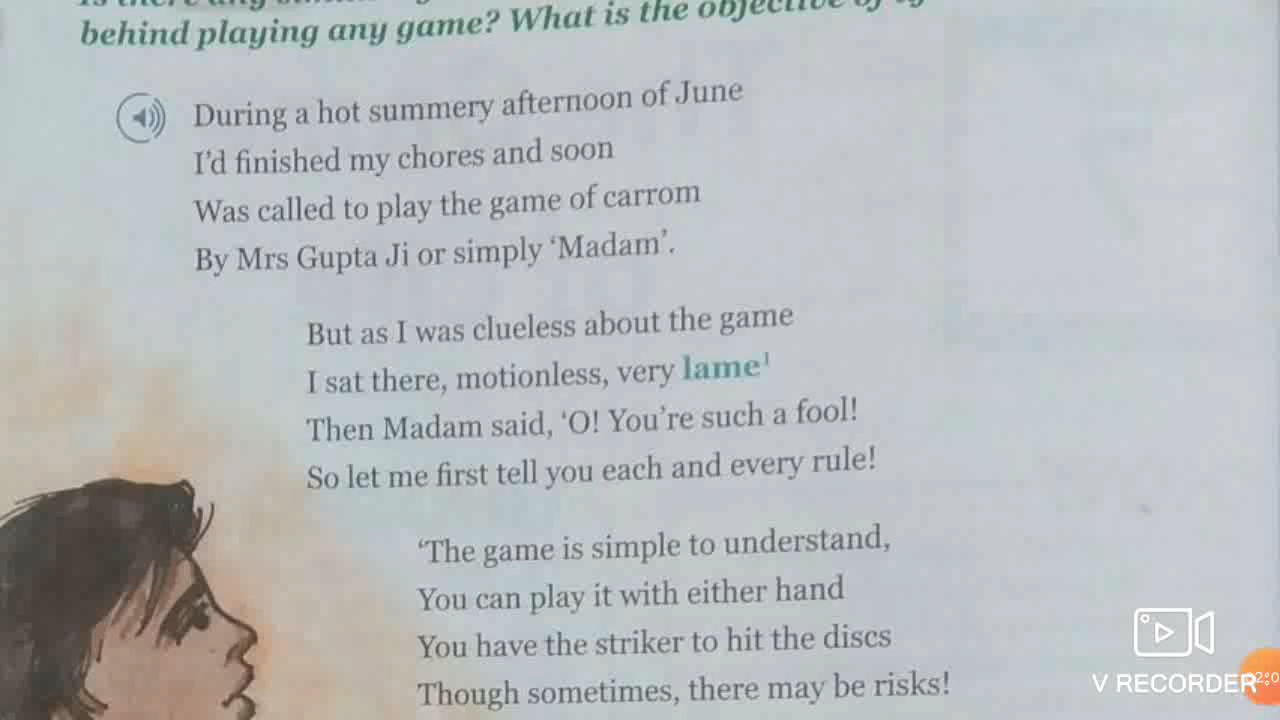 behind playing any game? What is the objective
During a hot summery afternoon of June
I'd finished my chores and soon
Was called to play the game of carrom
By Mrs Gupta Ji or simply 'Madam'.
But as I was clueless about the game
I sat there, motionless, very lame¹
Then Madam said, 'O! You're such a fool!
So let me first tell you each and every rule!
'The game is simple to understand,
You can play it with either hand
You have the striker to hit the discs
Though sometimes, there may be risks!
V RECORDER